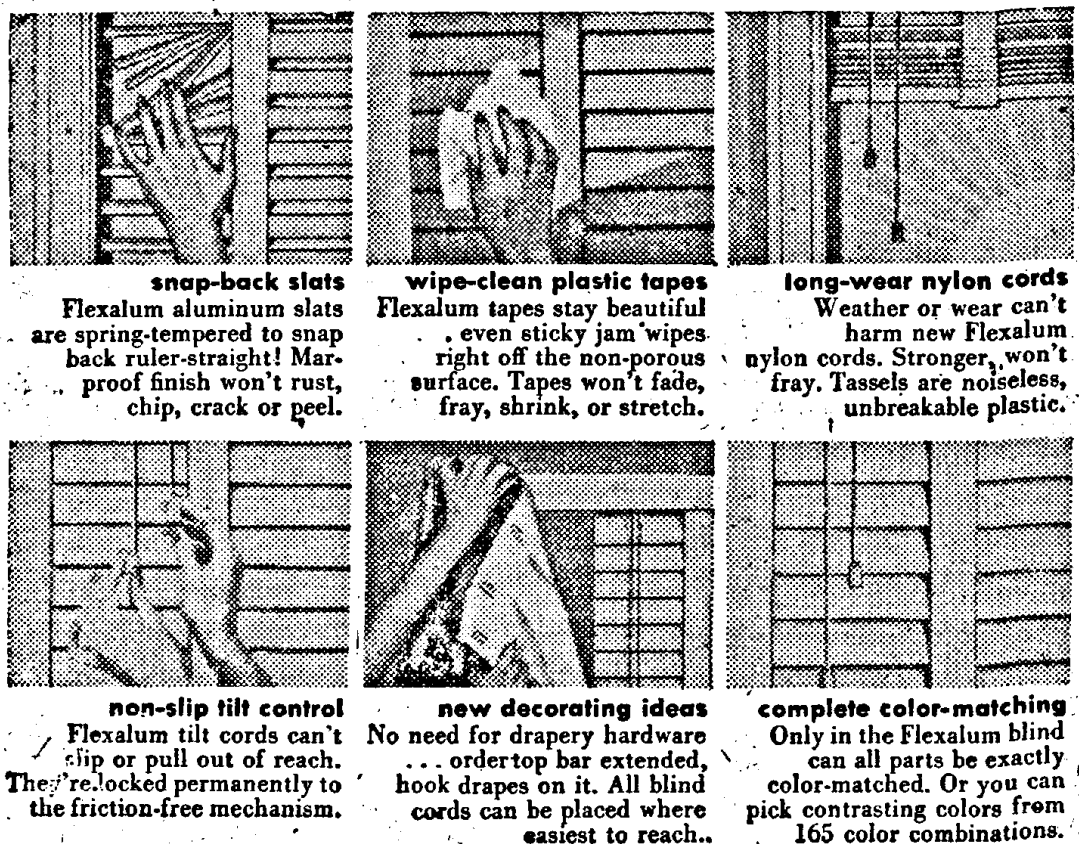 snap-back slats
Flexalum aluminum slats
are spring-tempered to snap
back ruler-straight! Mar-
proof finish won't rust,
chip, crack or peel.
wipe-clean plastic tapes
Flexalum tapes stay beautiful
. . . even sticky jam wipes
right off the non-porous
surface. Tapes won't fade,
fray, shrink, or stretch.
long-wear nylon cords
Weather or wear can't
harm new Flexalum
nylon cords. Stronger, won't
fray. Tassels are noiseless,
unbreakable plastic.
non-slip tilt control
Flexalum tilt cords can't
slip or pull out of reach.
They're locked permanently to
the friction-free mechanism.
new decorating ideas
No need for drapery hardware
. . . order top bar extended,
hook drapes on it. All blind
cords can be placed where
easiest to reach..
complete color-matching
Only in the Flexalum blind
can all parts be exactly
color-matched. Or you can
pick contrasting colors from
165 color combinations.